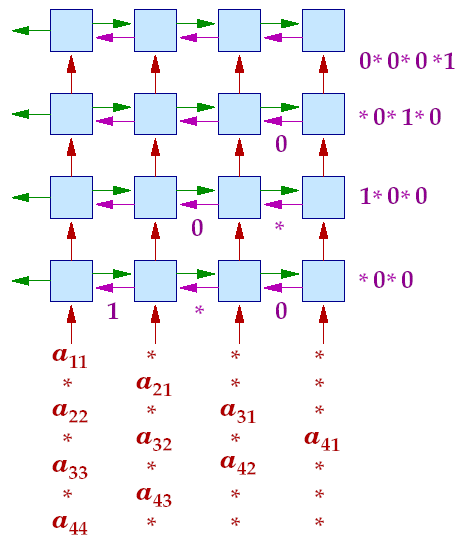 0*0*0*1
*0*1*0
0
1*0*0
0 *
*0*0
1 * 0
a11 * * *
* a21 * *
a22 * a31 *
* a32 * a41
a33 * a42 *
* a43 * *
a44 * * *